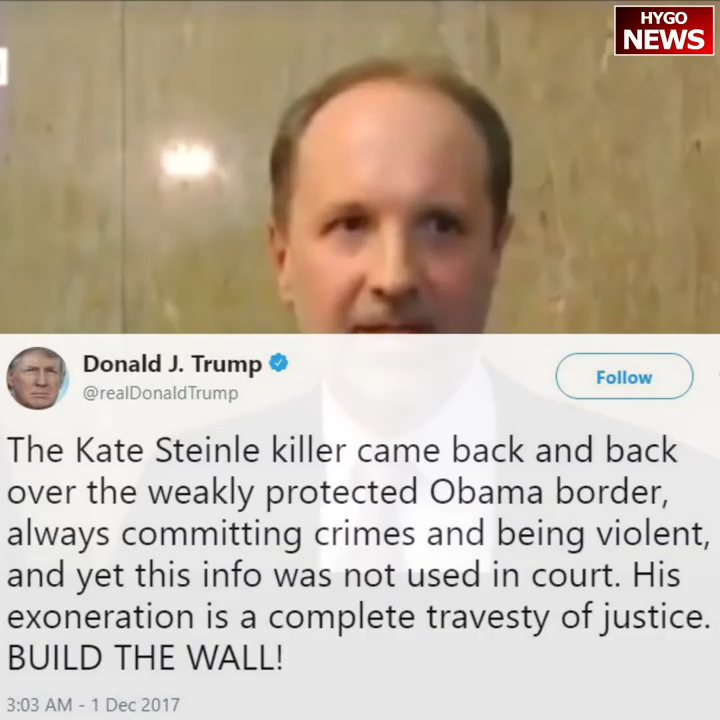 HYGO
NEWS
Donald J. Trump
@realDonaldTrump
Follow
The Kate Steinle killer came back and back
over the weakly protected Obama border,
always committing crimes and being violent,
and yet this info was not used in court. His
exoneration is a complete travesty of justice.
BUILD THE WALL!
3:03 AM - 1 Dec 2017